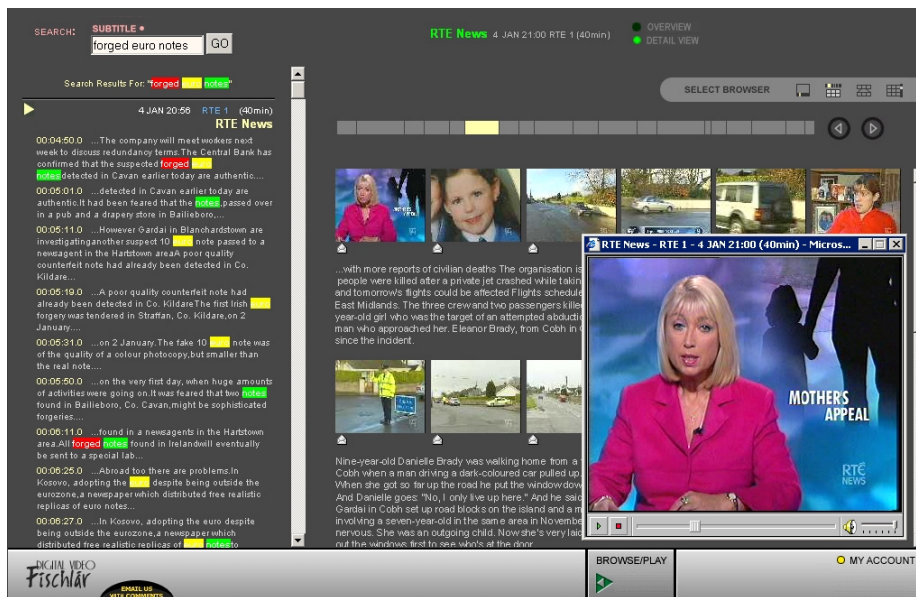 SEARCH:
SUBTITLE
forged euro notes
GO
RTE News 4 JAN 21:00 RTE 1 (40min)
OVERVIEW
DETAIL VIEW
Search Results For: "forged euro notes"
SELECT BROWSER
4 JAN 20:56 RTE 1 (40min)
RTE News
00:04:50.0 ...The company will meet workers next
week to discuss redundancy terms.The Central Bank has
confirmed that the suspected forged euro
notes detected in Cavan earlier today are authentic....
00:05:01.0 ...detected in Cavan earlier today are
authentic.It had been feared that the notes,passed over
in a pub and a drapery store in Bailieboro,....
00:05:11.0 ...However Gardai in Blanchardstown are
investigatinganother suspect 10 euro note passed to a
newsagent in the Hartstown areaA poor quality
counterfeit note had already been detected in Co.
Kildare...
00:05:19.0 ...A poor quality counterfeit note had
already been detected in Co. KildareThe first Irish euro
forgery was tendered in Straffan, Co. Kildare,on 2
January....
00:05:31.0 ...on 2 January.The fake 10 euro note was
of the quality of a colour photocopy,but smaller than
the real note....
00:05:50.0 ...on the very first day, when huge amounts
of activities were going on.It was feared that two notes
found in Bailieboro, Co. Cavan,might be sophisticated
forgeries....
00:06:11.0 ...found in a newsagents in the Hartstown
area.All forged notes found in Irelandwill eventually
be sent to a special lab...
00:06:25.0 ...Abroad too there are problems.In
Kosovo, adopting the euro despite being outside the
eurozone,a newspaper which distributed free realistic
replicas of euro notes...
00:06:27.0 ...In Kosovo, adopting the euro despite
being outside the eurozone,a newspaper which
distributed free realistic replicas of euro notes to
MOTHERS
APPEAL
...with more reports of civilian deaths The organisation is
people were killed after a private jet crashed while takin
and tomorrow's flights could be affected Flights schedule
East Midlands. The three crew and two passengers kille
year-old girl who was the target of an attempted abducti
man who approached her. Eleanor Brady, from Cobh in
since the incident.
Nine-year-old Danielle Brady was walking home from a
Cobh when a man driving a dark-coloured car pulled up.
When she got so far up the road he put the window down
And Danielle goes: "No, I only live up here." And he said
Gardai in Cobh set up road blocks on the island and a m
involving a seven-year-old in the same area in Novembe
nervous. She was an outgoing child. Now she's very laid
out the windows first to see who's at the door.
RTE News - RTE 1 - 4 JAN 21:00 (40min) - Micros...
MOTHERS
APPEAL
RTÉ
NEWS
DIGITAL VIDEO
Físchlár
EMAIL US
WITH COMMENTS
BROWSE/PLAY
MY ACCOUNT